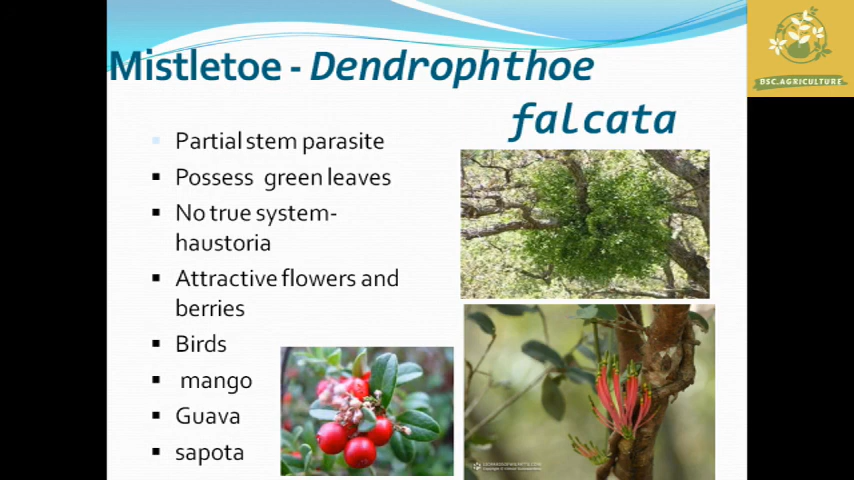 Mistletoe - Dendrophthoe
falcata
Partial stem parasite
Possess green leaves
No true system-
haustoria
Attractive flowers and
berries
Birds
mango
Guava
sapota
BSC.AGRICULTURE